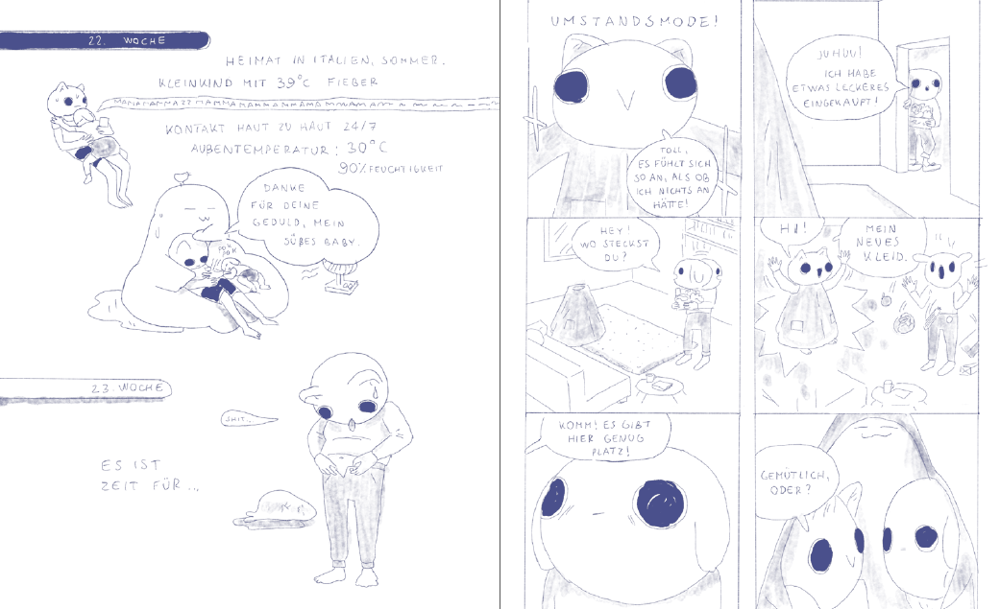 22. WOCHE
HEIMAT IN ITALIEN, SOMMER.
KLEINKIND MIT 39°C FIEBER
KONTAKT HAUT ZU HAUT 24/7
AUßENTEMPERATUR: 30°C
90% FEUCHTIGKEIT
DANKE
FÜR DEINE
GEDULD, MEIN
SÜßES BABY.
POK
POK
23. WOCHE
SHIT...
ES IST
ZEIT FÜR...
UMSTANDSMODE!
TOLL,
ES FÜHLT SICH
SO AN, ALS OB
ICH NICHTS AN
HÄTTE!
JUHUU!
ICH HABE
ETWAS LECKERES
EINGEKAUFT!
HEY!
WO STECKST
DU?
HI!
MEIN
NEUES
KLEID.
KOMM! ES GIBT
HIER GENUG
PLATZ!
GEMÜTLICH,
ODER?